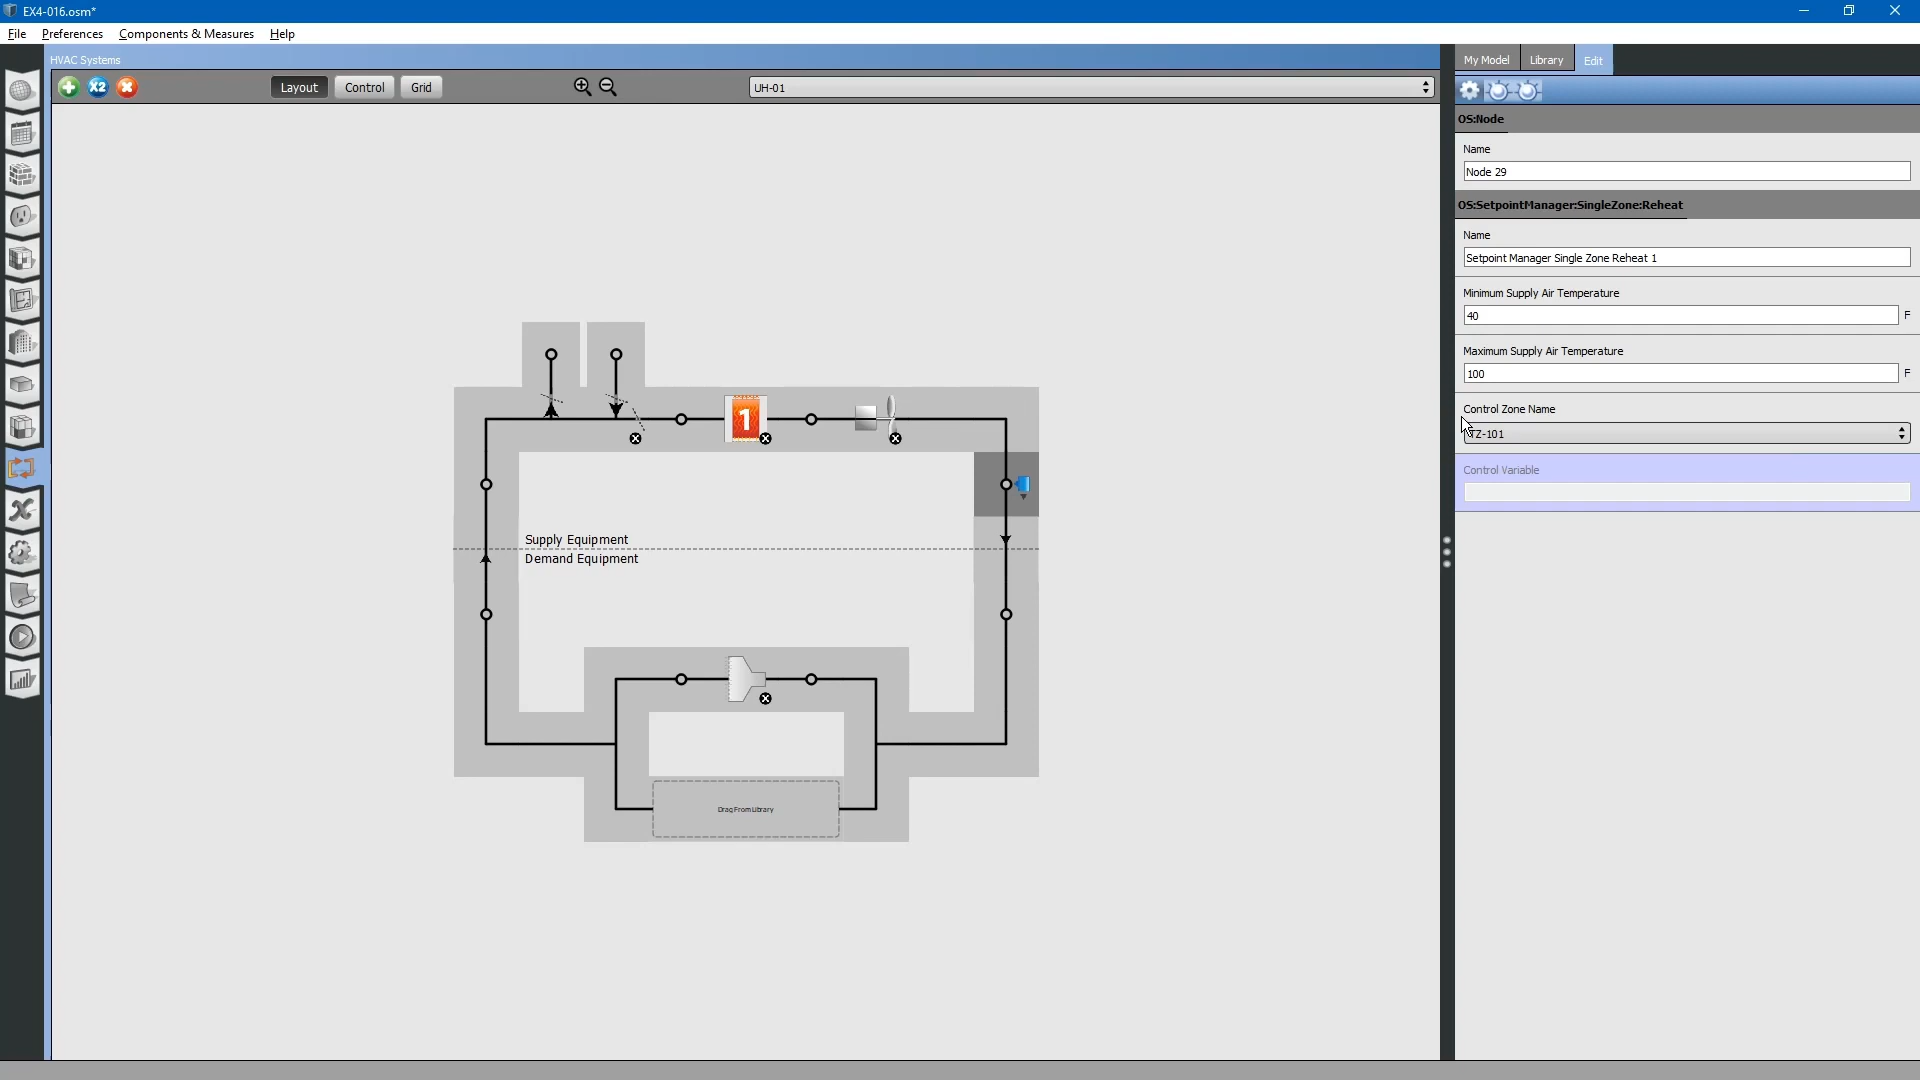 EX4-016.osm*
File Preferences Components & Measures Help
HVAC Systems
My Model Library Edit
X2 Layout Control Grid UH-01
OS:Node
Name
Node 29
OS:SetpointManager:SingleZone:Reheat
Name
Setpoint Manager Single Zone Reheat 1
Minimum Supply Air Temperature
40 F
Maximum Supply Air Temperature
100 F
Control Zone Name
TZ-101
Control Variable
1
Supply Equipment
Demand Equipment
Drag From Library